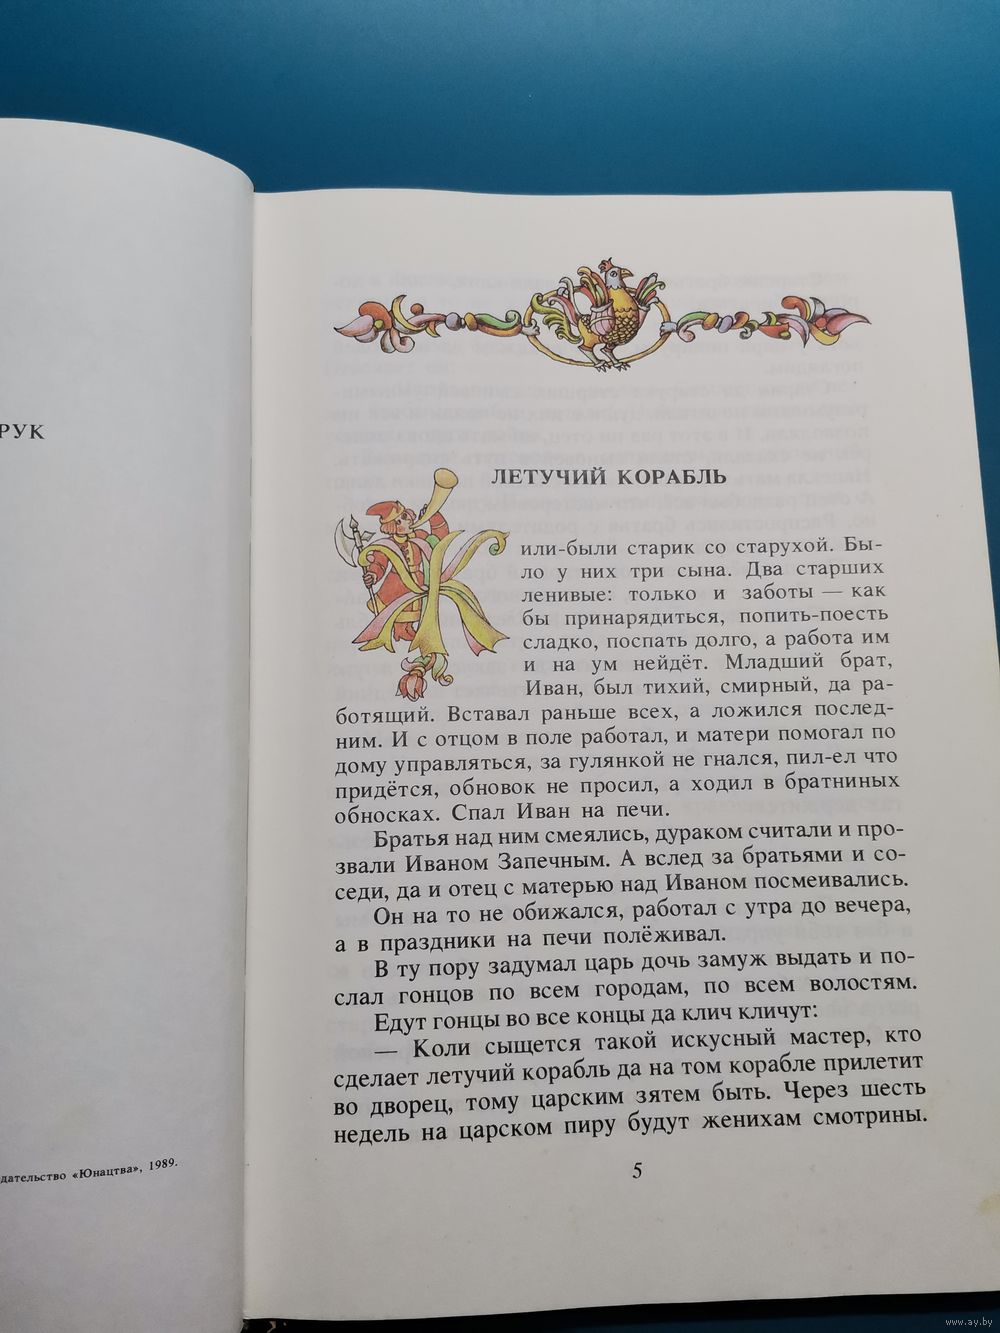 РУК
дательство «Юнацтва», 1989.
ЛЕТУЧИЙ КОРАБЛЬ
Жили-были старик со старухой. Бы-
ло у них три сына. Два старших
ленивые: только и заботы — как
бы принарядиться, попить-поесть
сладко, поспать долго, а работа им
и на ум нейдёт. Младший брат,
Иван, был тихий, смирный, да ра-
ботящий. Вставал раньше всех, а ложился послед-
ним. И с отцом в поле работал, и матери помогал по
дому управляться, за гулянкой не гнался, пил-ел что
придётся, обновок не просил, а ходил в братниных
обносках. Спал Иван на печи.
Братья над ним смеялись, дураком считали и про-
звали Иваном Запечным. А вслед за братьями и со-
седи, да и отец с матерью над Иваном посмеивались.
Он на то не обижался, работал с утра до вечера,
а в праздники на печи полёживал.
В ту пору задумал царь дочь замуж выдать и по-
слал гонцов по всем городам, по всем волостям.
Едут гонцы во все концы да клич кличут:
— Коли сыщется такой искусный мастер, кто
сделает летучий корабль да на том корабле прилетит
во дворец, тому царским зятем быть. Через шесть
недель на царском пиру будут женихам смотрины.
5
www.ay.by